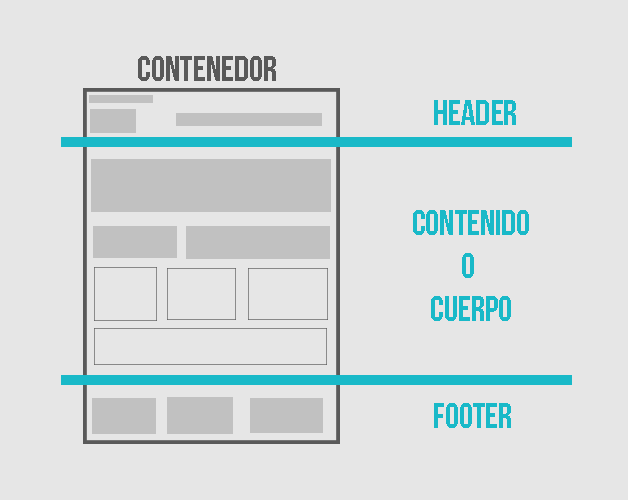 CONTENEDOR
HEADER
CONTENIDO
O
CUERPO
FOOTER